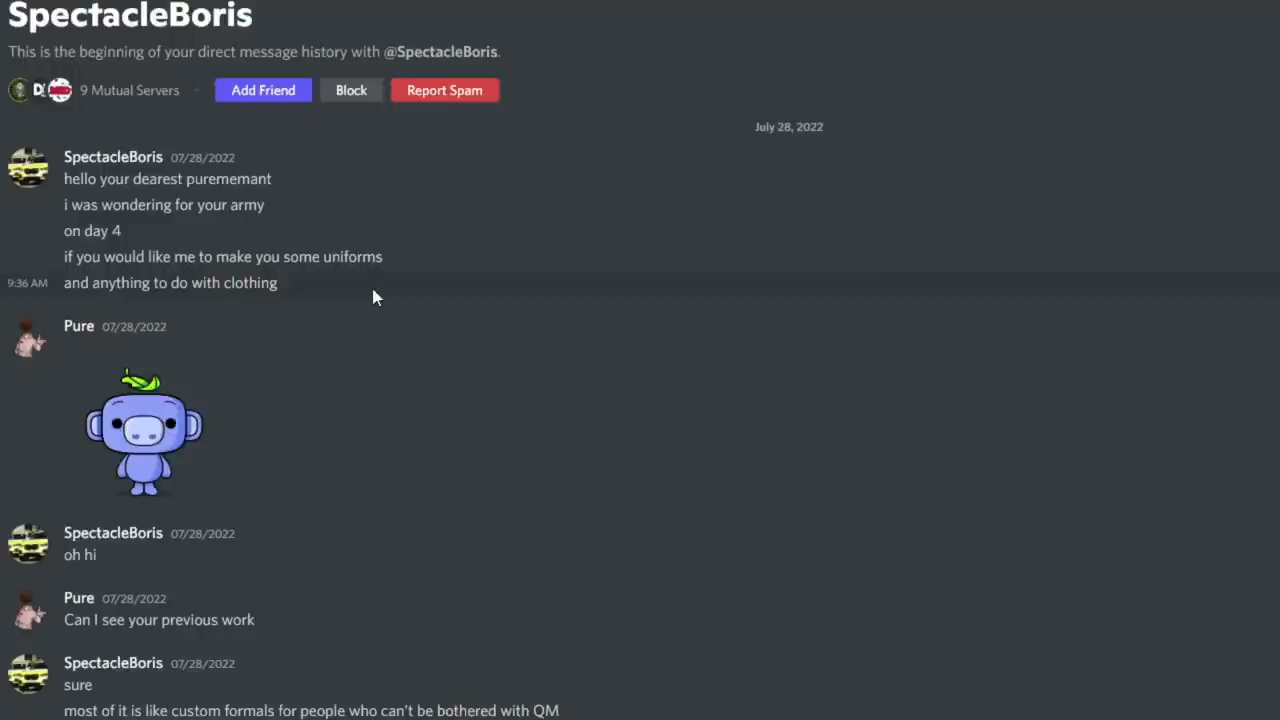 SpectacleBoris
This is the beginning of your direct message history with @SpectacleBoris.
9 Mutual Servers Add Friend Block Report Spam
July 28, 2022
SpectacleBoris 07/28/2022
hello your dearest purememant
i was wondering for your army
on day 4
if you would like me to make you some uniforms
9:36 AM and anything to do with clothing
Pure 07/28/2022
SpectacleBoris 07/28/2022
oh hi
Pure 07/28/2022
Can I see your previous work
SpectacleBoris 07/28/2022
sure
most of it is like custom formals for people who can't be bothered with QM